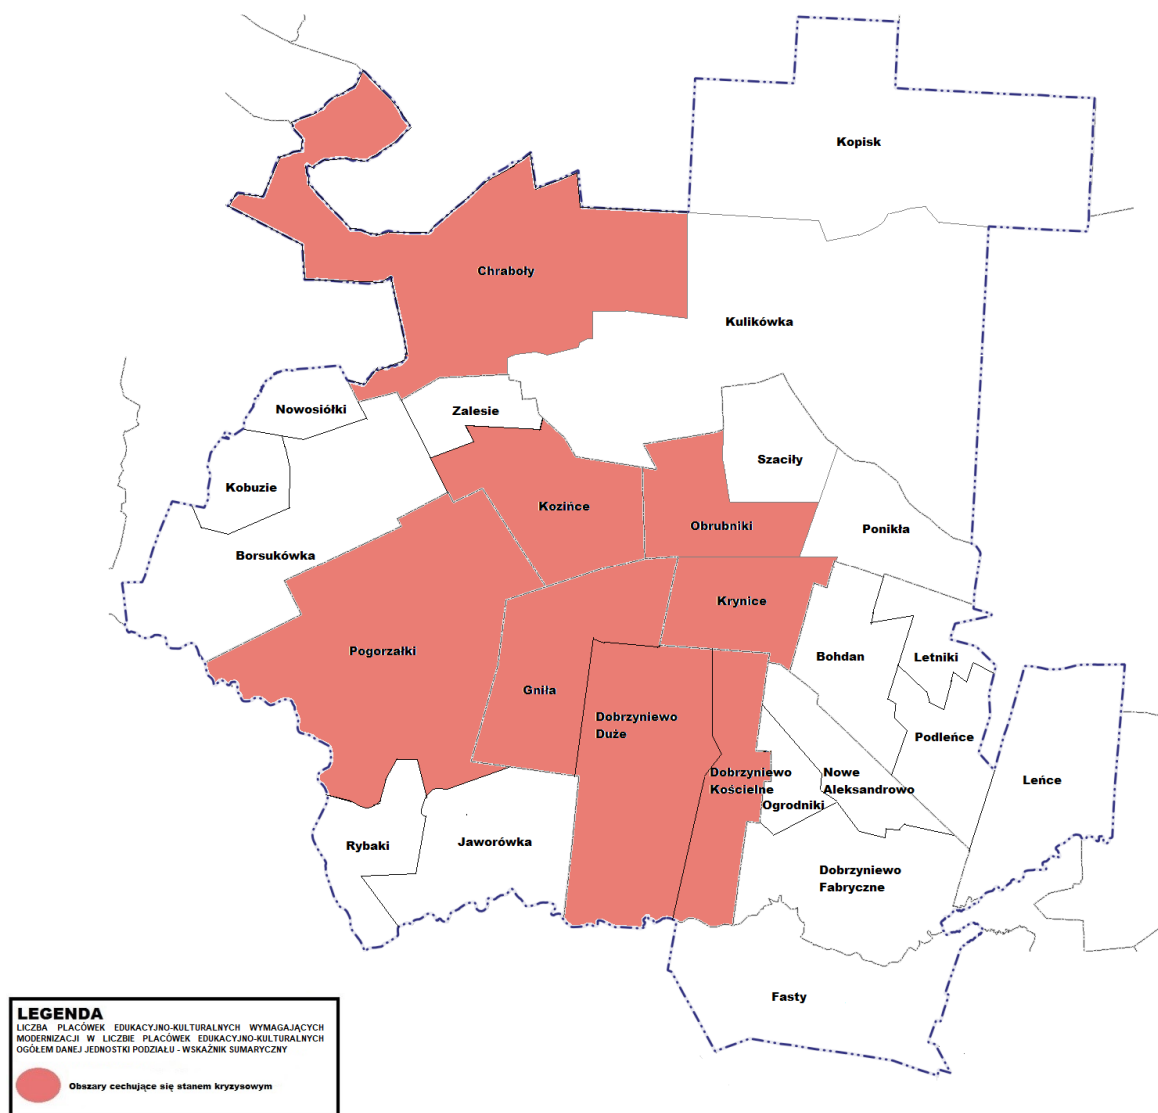 Kopisk
Chraboły
Kulikówka
Nowosiółki
Zalesie
Szaciły
Kobuzie
Kozińce
Obrubniki
Ponikła
Borsukówka
Krynice
Pogorzałki
Bohdan
Letniki
Gniła
Dobrzyniewo
Duże
Podleńce
Dobrzyniewo
Kościelne
Nowe
Aleksandrowo
Leńce
Ogrodniki
Rybaki
Jaworówka
Dobrzyniewo
Fabryczne
Fasty
LEGENDA
LICZBA PLACÓWEK EDUKACYJNO-KULTURALNYCH WYMAGAJĄCYCH
MODERNIZACJI W LICZBIE PLACÓWEK EDUKACYJNO-KULTURALNYCH
OGÓŁEM DANEJ JEDNOSTKI PODZIAŁU - WSKAŹNIK SUMARYCZNY
Obszary cechujące się stanem kryzysowym